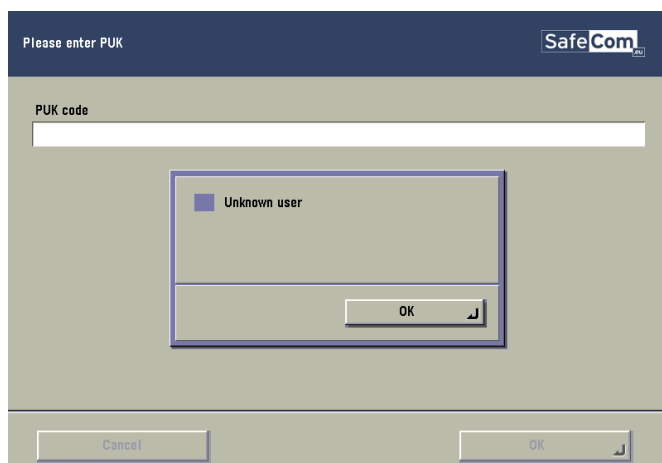 Please enter PUK
SafeCom
.eu
PUK code
Unknown user
OK
Cancel
OK